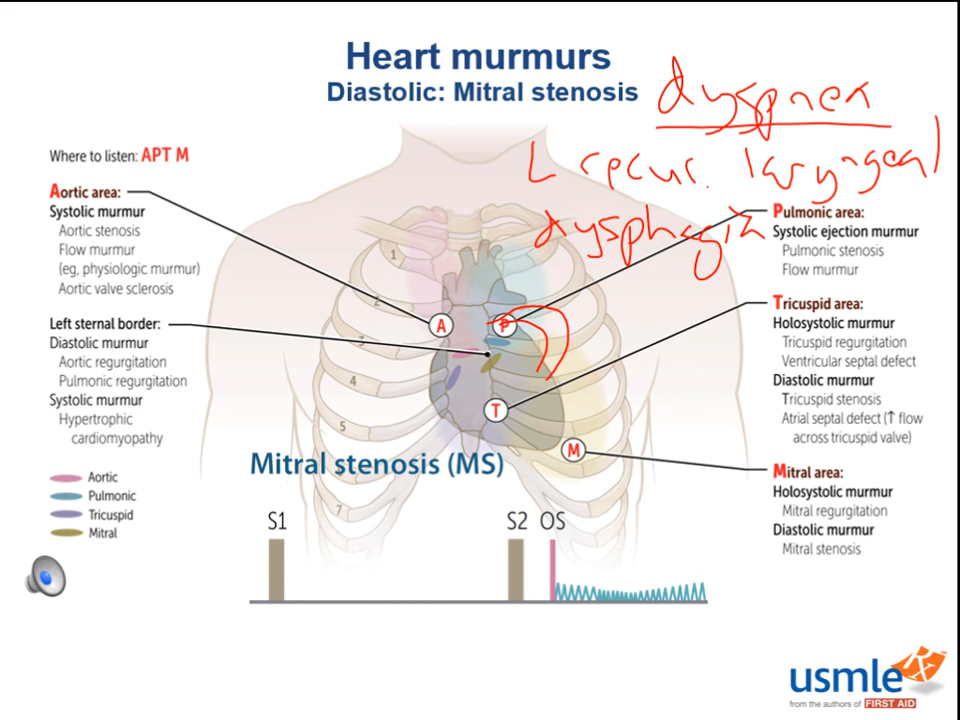 Heart murmurs
Diastolic: Mitral stenosis
dyspnea
L recur. laryngeal
dysphagia
Where to listen: APT M
Aortic area:
Systolic murmur
Aortic stenosis
Flow murmur
(eg, physiologic murmur)
Aortic valve sclerosis
Left sternal border:
Diastolic murmur
Aortic regurgitation
Pulmonic regurgitation
Systolic murmur
Hypertrophic
cardiomyopathy
Aortic
Pulmonic
Tricuspid
Mitral
1
2
3
4
5
7
A
P
T
M
Pulmonic area:
Systolic ejection murmur
Pulmonic stenosis
Flow murmur
Tricuspid area:
Holosystolic murmur
Tricuspid regurgitation
Ventricular septal defect
Diastolic murmur
Tricuspid stenosis
Atrial septal defect (↑ flow
across tricuspid valve)
Mitral area:
Holosystolic murmur
Mitral regurgitation
Diastolic murmur
Mitral stenosis
Mitral stenosis (MS)
S1 S2 OS
usmle Rx
from the authors of FIRST AID